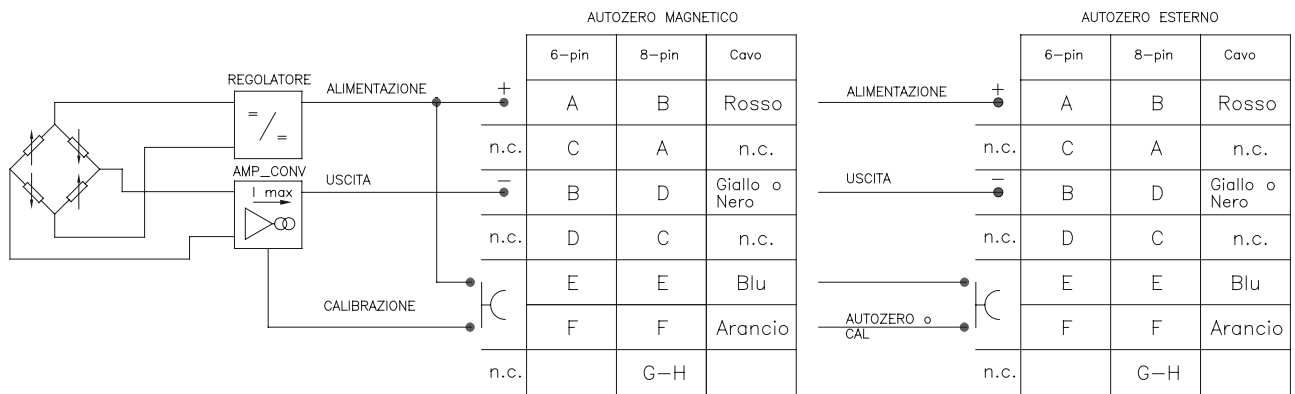 AUTOZERO MAGNETICO
6-pin 8-pin Cavo
REGOLATORE
= / =
ALIMENTAZIONE + A B Rosso
n.c. C A n.c.
AMP_CONV
I max
USCITA - B D Giallo o
Nero
n.c. D C n.c.
E E Blu
CALIBRAZIONE F F Arancio
n.c. G-H
AUTOZERO ESTERNO
6-pin 8-pin Cavo
ALIMENTAZIONE + A B Rosso
n.c. C A n.c.
USCITA - B D Giallo o
Nero
n.c. D C n.c.
E E Blu
AUTOZERO o
CAL
F F Arancio
n.c. G-H